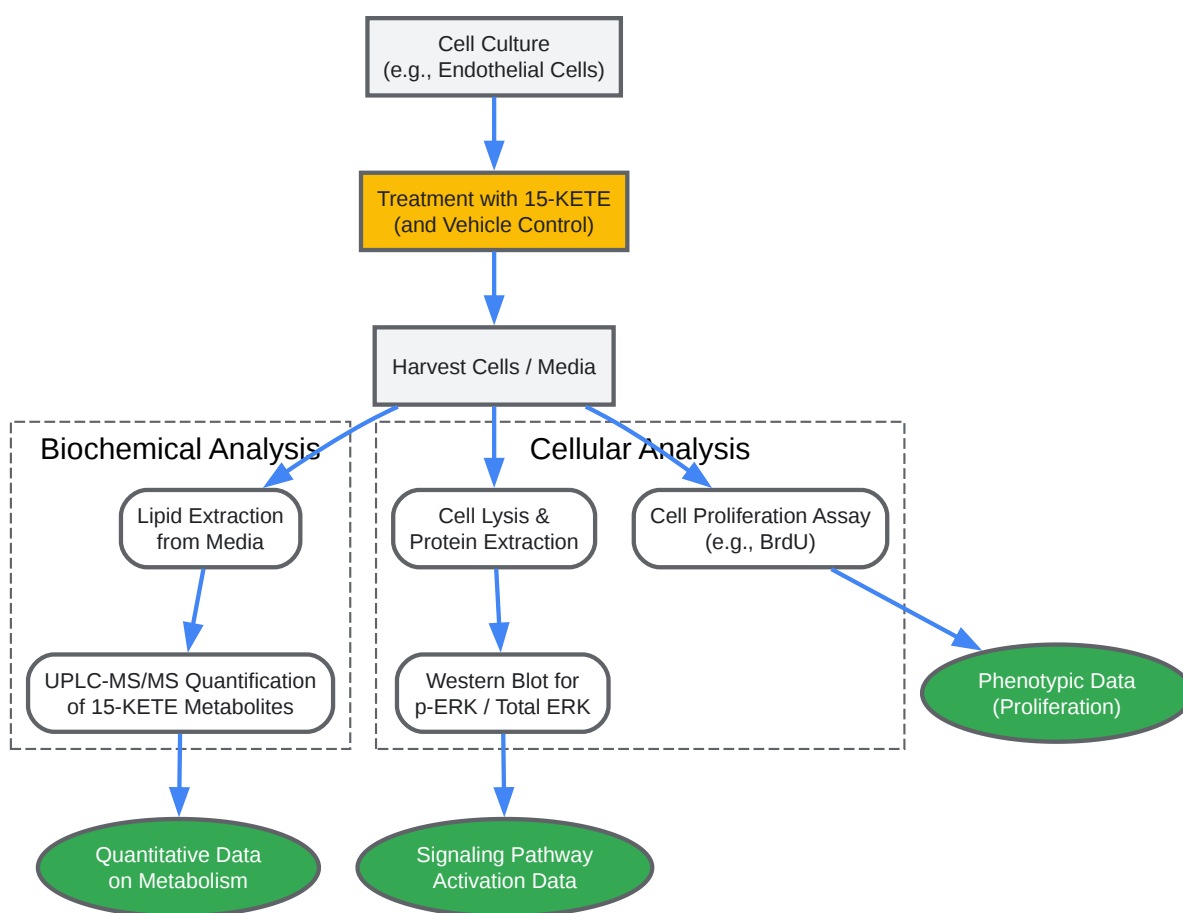 Cell Culture
(e.g., Endothelial Cells)
Treatment with 15-KETE
(and Vehicle Control)
Harvest Cells / Media
Biochemical Analysis
Cellular Analysis
Lipid Extraction
from Media
Cell Lysis &
Protein Extraction
Cell Proliferation Assay
(e.g., BrdU)
UPLC-MS/MS Quantification
of 15-KETE Metabolites
Western Blot for
p-ERK / Total ERK
Phenotypic Data
(Proliferation)
Quantitative Data
on Metabolism
Signaling Pathway
Activation Data